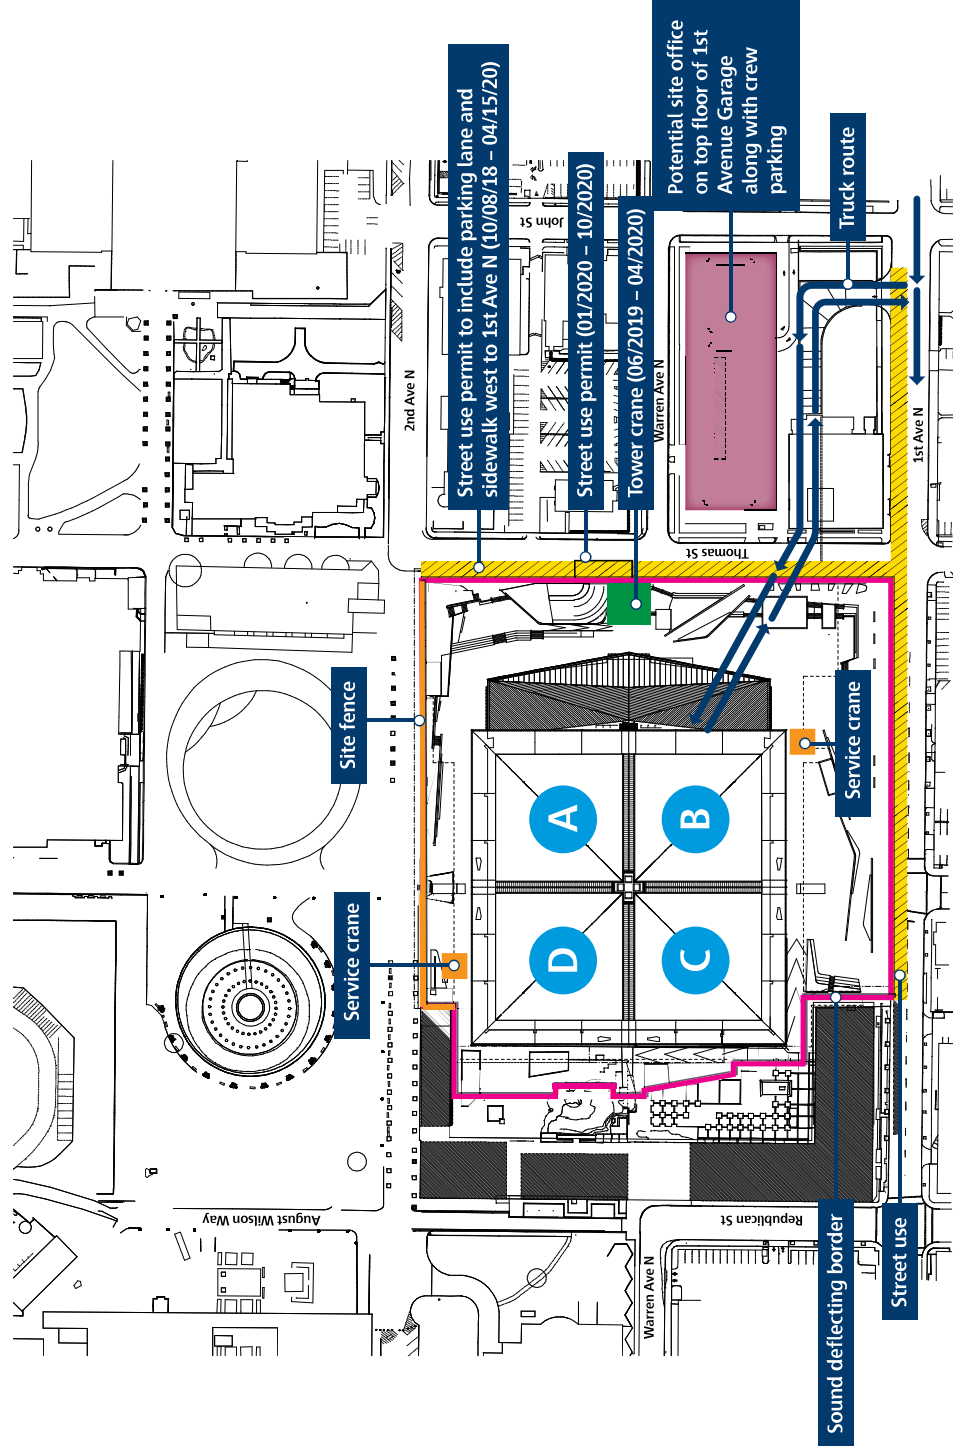 Street use permit to include parking lane and
sidewalk west to 1st Ave N (10/08/18 – 04/15/20)
Street use permit (01/2020 – 10/2020)
Tower crane (06/2019 – 04/2020)
Potential site office
on top floor of 1st
Avenue Garage
along with crew
parking
Truck route
John St
2nd Ave N
Warren Ave N
1st Ave N
Thomas St
Site fence
Service crane
A
B
Service crane
D
C
August Wilson Way
Republican St
Warren Ave N
Sound deflecting border
Street use